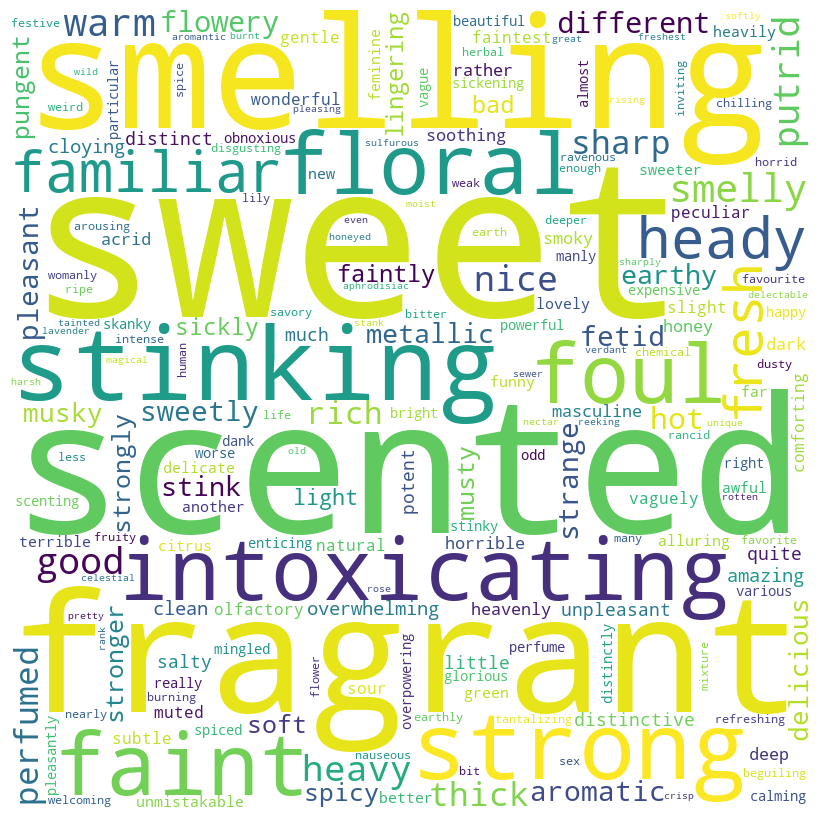 smelling
sweet
scented
fragrant
stinking
intoxicating
floral
familiar
strong
faint
foul
heady
fresh
warm
flowery
different
putrid
pungent
lingering
bad
sharp
smelly
nice
good
rich
hot
heavy
thick
perfumed
aromatic
delicious
pleasant
earthy
fetid
metallic
faintly
sickly
sweetly
musky
strongly
stink
light
musty
strange
stronger
soft
spicy
festive
aromatic
burnt
gentle
beautiful
faintest
great
softly
freshest
heavily
herbal
rather
wild
spice
weird
particular
wonderful
pleasing
feminine
vague
sickening
almost
rising
inviting
chilling
cloying
distinct
obnoxious
disgusting
sulfurous
soothing
ravenous
enough
sweeter
horrid
new
lily
weak
moist
peculiar
arousing
acrid
even
honeyed
earth
deeper
smoky
manly
sharply
womanly
aphrodisiac
favourite
ripe
savory
bitter
lovely
expensive
delectable
tainted
lavender
skanky
stank
powerful
slight
honey
happy
intense
much
human
magical
verdant
chemical
dark
harsh
funny
sewer
dusty
far
life
bright
masculine
nectar
reeking
rancid
unique
comforting
less
dank
worse
old
odd
delicate
potent
right
scenting
another
vaguely
awful
rotten
stinky
terrible
fruity
citrus
enticing
natural
horrible
many
alluring
favorite
quite
celestial
rose
amazing
various
pretty
clean
olfactory
overwhelming
heavenly
unpleasant
rank
mingled
perfume
distinctly
salty
little
glorious
mixture
really
burning
flower
sour
overpowering
green
nearly
muted
earthly
tantalizing
distinctive
refreshing
pleasantly
subtle
spiced
nauseous
deep
bit
sex
beguiling
welcoming
unmistakable
better
crisp
calming